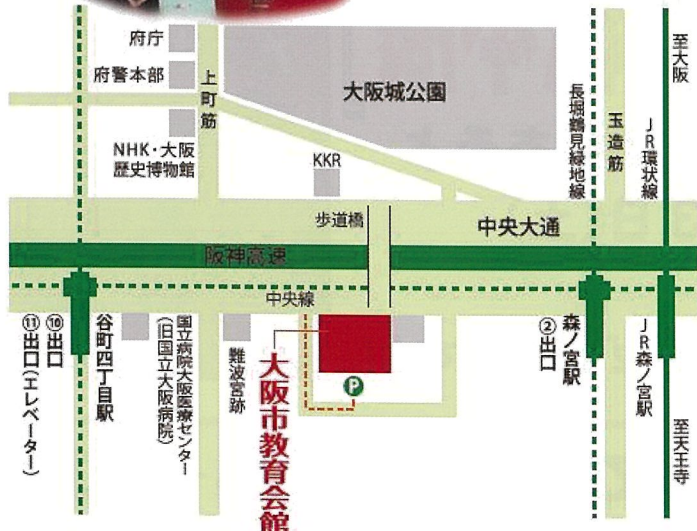 府庁
府警本部
上町筋
大阪城公園
NHK・大阪
歴史博物館
KKR
長堀鶴見緑地線
玉造筋
JR環状線
至大阪
歩道橋
中央大通
阪神高速
中央線
⑪出口(エレベーター)
⑩出口
谷町四丁目駅
国立病院大阪医療センター
(旧国立大阪病院)
難波宮跡
大阪市教育会館
P
②出口
森ノ宮駅
JR森ノ宮駅
至天王寺